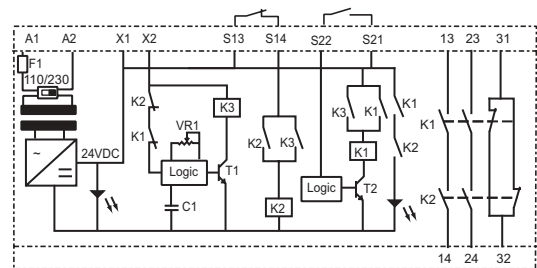 A1 A2 X1 X2 S13 S14 S22 S21 13 23 31
F1
110/230
K2
K3
K3 K1
K1
K1
VR1
K2
K2 K3
K1
K1
24VDC
Logic
T1
K1
~
Logic
T2
C1
K2
K2
14 24 32